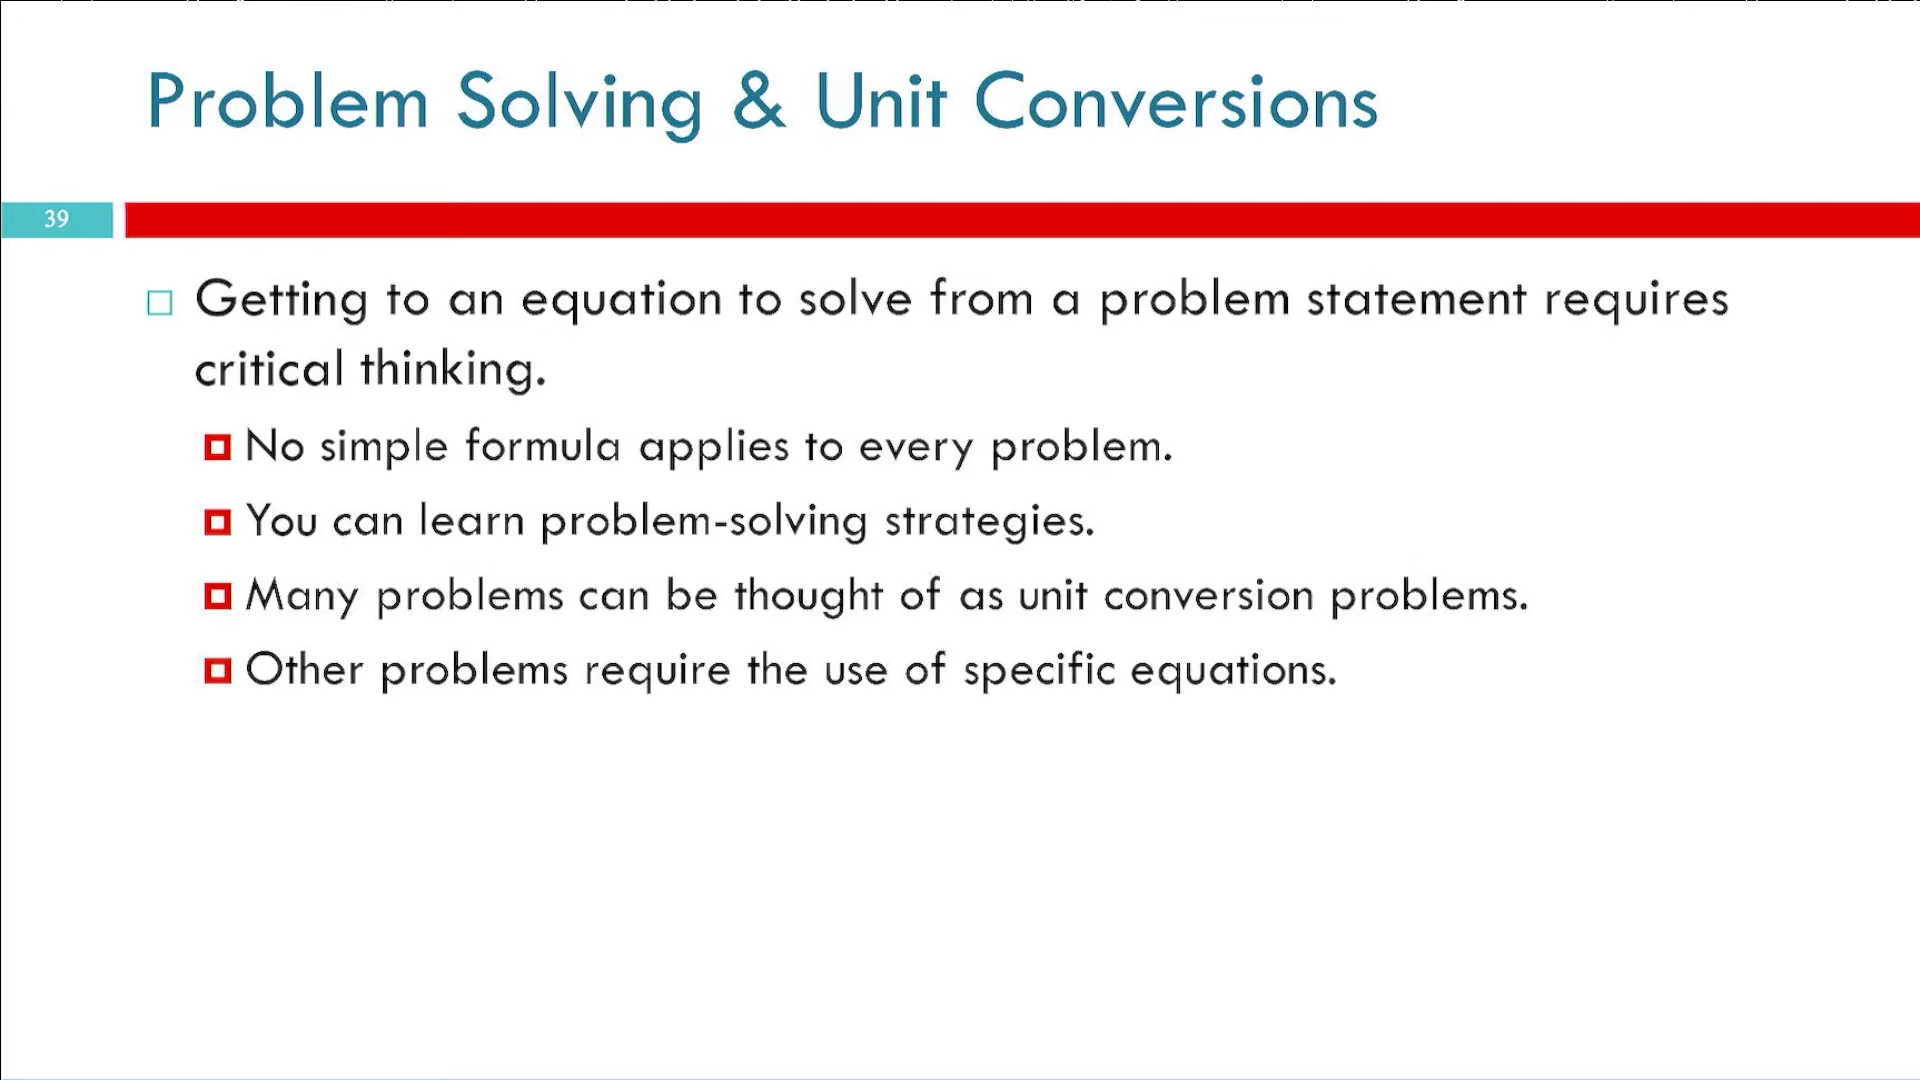 Problem Solving & Unit Conversions
39
Getting to an equation to solve from a problem statement requires
critical thinking.
No simple formula applies to every problem.
You can learn problem-solving strategies.
Many problems can be thought of as unit conversion problems.
Other problems require the use of specific equations.